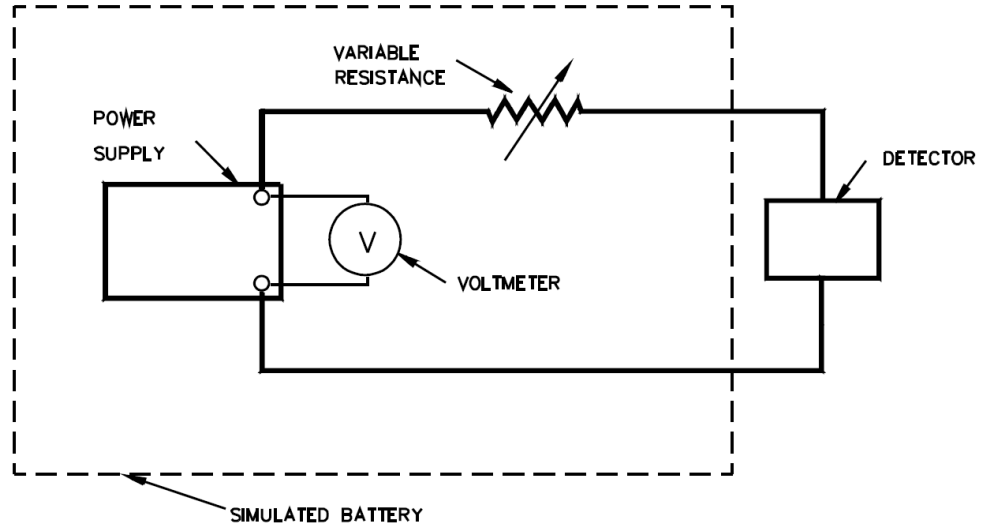 VARIABLE
RESISTANCE
POWER
SUPPLY
DETECTOR
V
VOLTMETER
SIMULATED BATTERY